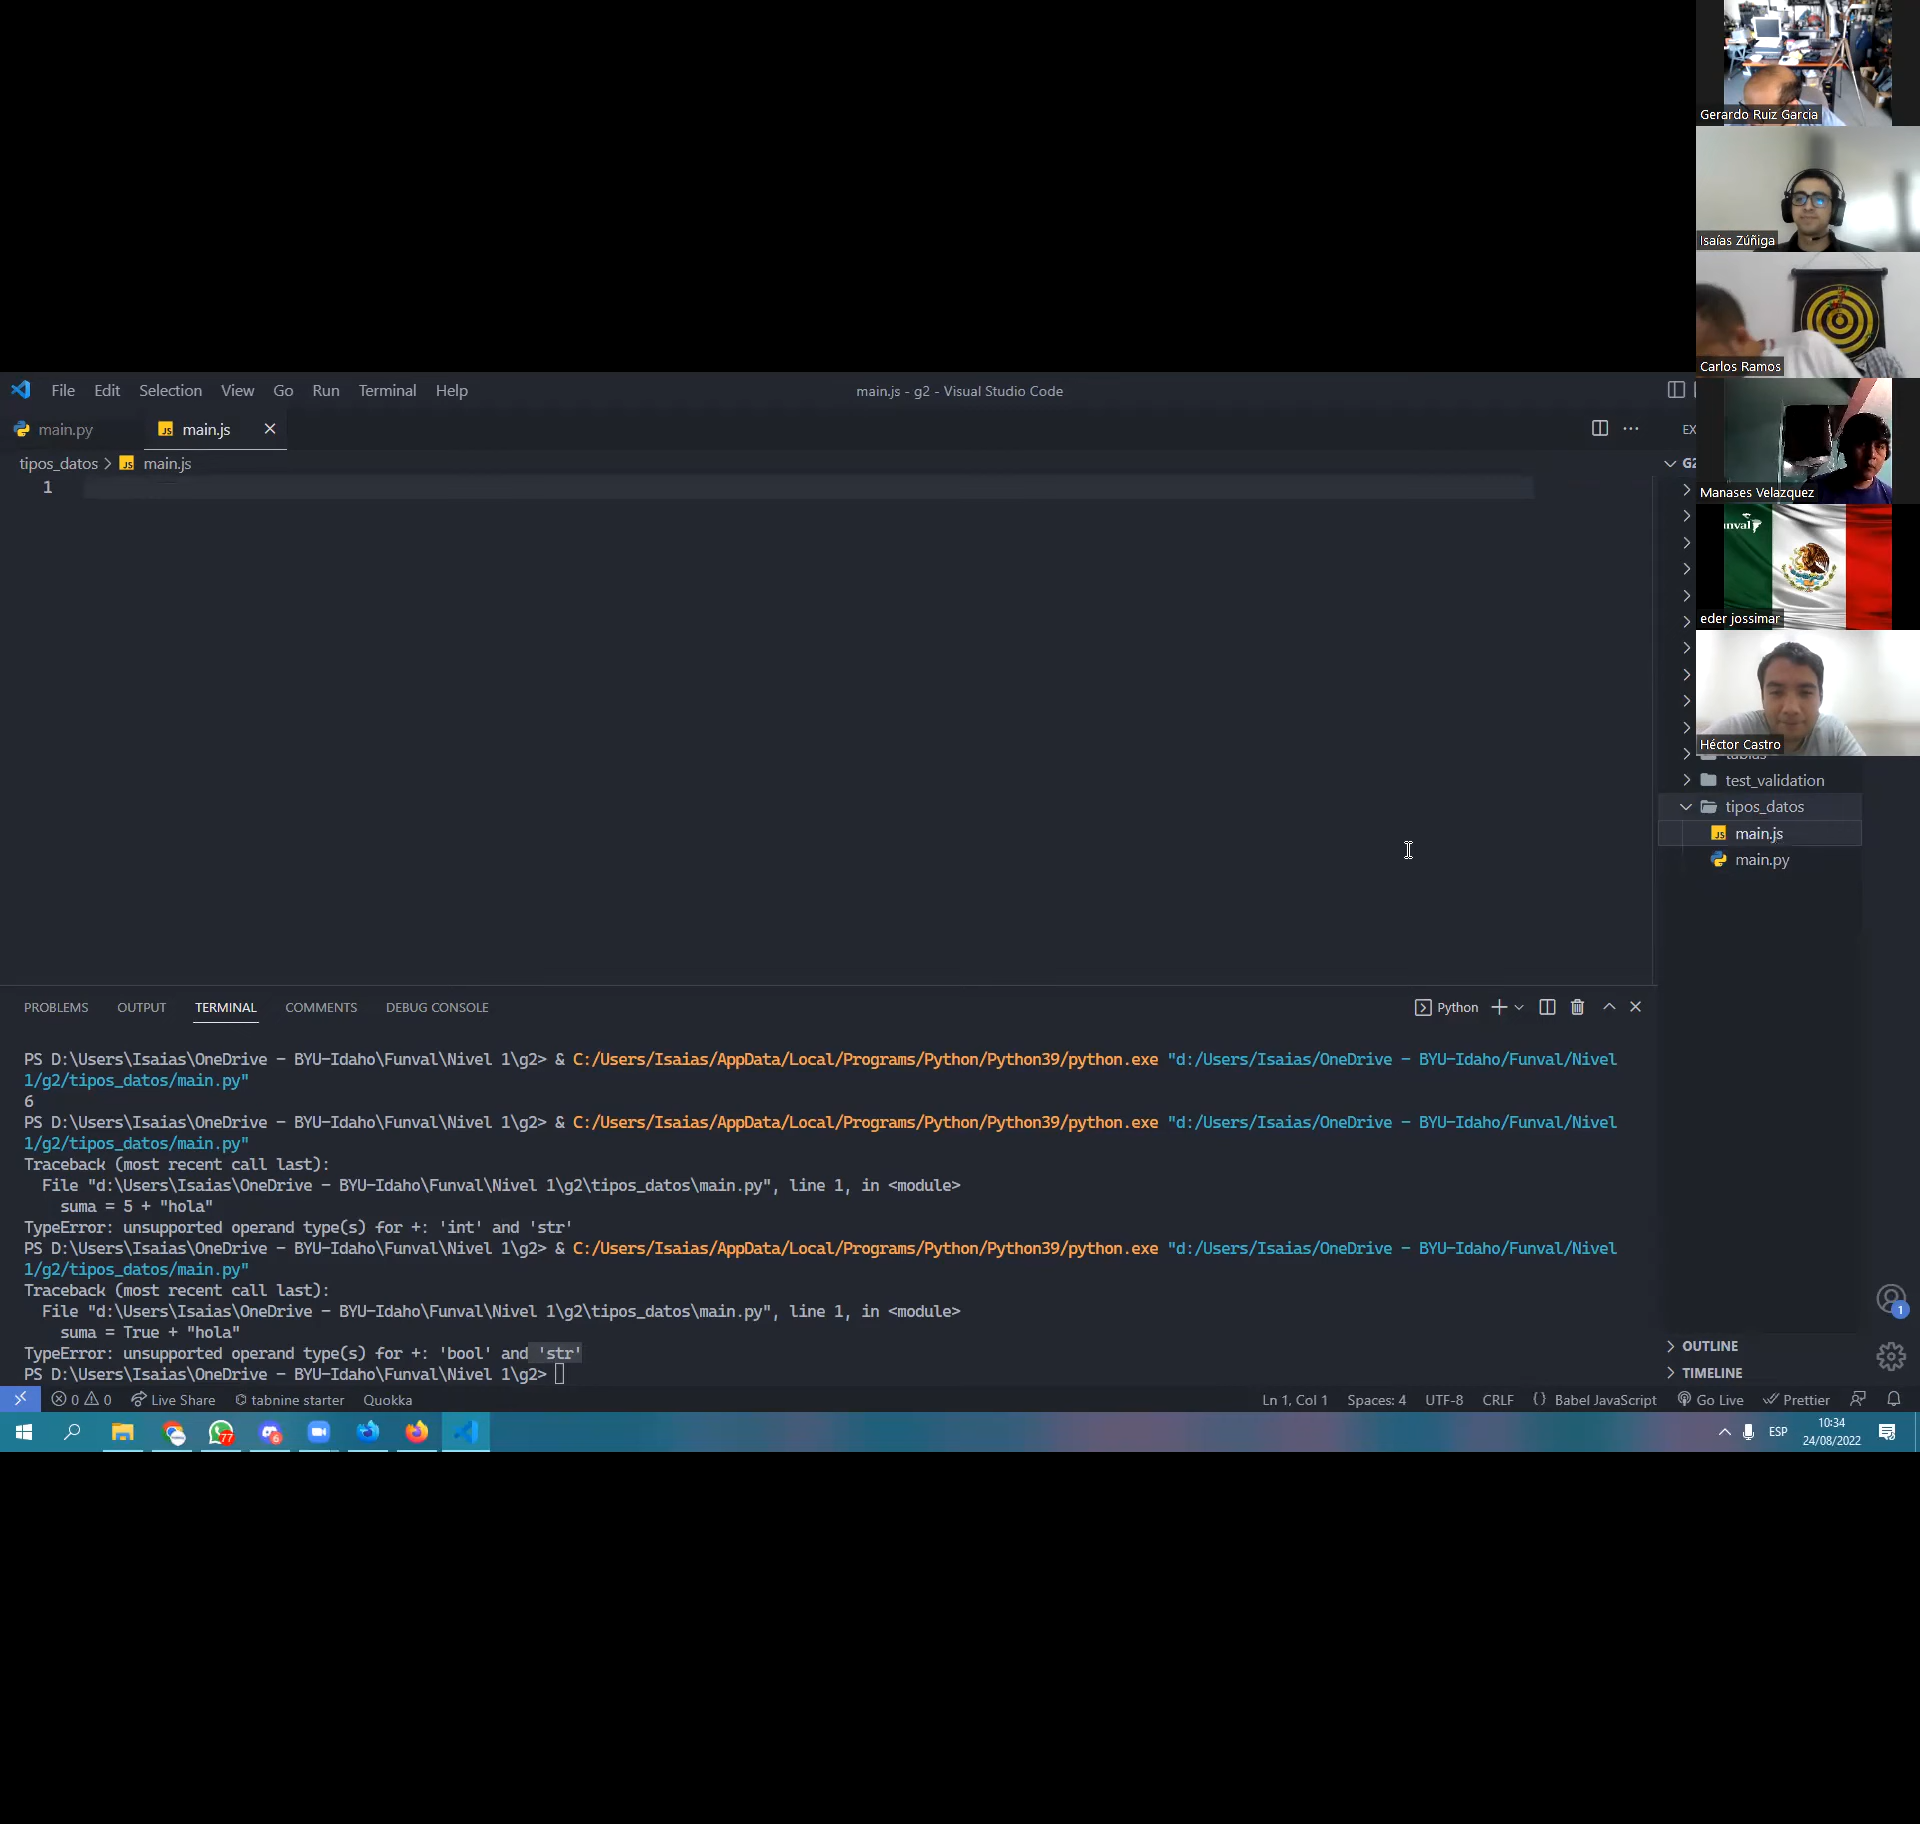 Gerardo Ruiz Garcia
Isaías Zúñiga
Carlos Ramos
Manases Velazquez
nval
eder jossimar
Héctor Castro
File Edit Selection View Go Run Terminal Help
main.js - g2 - Visual Studio Code
main.py
JS main.js
tipos_datos > JS main.js
1
test_validation
tipos_datos
JS main.js
main.py
PROBLEMS OUTPUT TERMINAL COMMENTS DEBUG CONSOLE
Python
PS D:\Users\Isaias\OneDrive - BYU-Idaho\Funval\Nivel 1\g2> & C:/Users/Isaias/AppData/Local/Programs/Python/Python39/python.exe "d:/Users/Isaias/OneDrive - BYU-Idaho/Funval/Nivel
1/g2/tipos_datos/main.py"
6
PS D:\Users\Isaias\OneDrive - BYU-Idaho\Funval\Nivel 1\g2> & C:/Users/Isaias/AppData/Local/Programs/Python/Python39/python.exe "d:/Users/Isaias/OneDrive - BYU-Idaho/Funval/Nivel
1/g2/tipos_datos/main.py"
Traceback (most recent call last):
File "d:\Users\Isaias\OneDrive - BYU-Idaho\Funval\Nivel 1\g2\tipos_datos\main.py", line 1, in <module>
suma = 5 + "hola"
TypeError: unsupported operand type(s) for +: 'int' and 'str'
PS D:\Users\Isaias\OneDrive - BYU-Idaho\Funval\Nivel 1\g2> & C:/Users/Isaias/AppData/Local/Programs/Python/Python39/python.exe "d:/Users/Isaias/OneDrive - BYU-Idaho/Funval/Nivel
1/g2/tipos_datos/main.py"
Traceback (most recent call last):
File "d:\Users\Isaias\OneDrive - BYU-Idaho\Funval\Nivel 1\g2\tipos_datos\main.py", line 1, in <module>
suma = True + "hola"
TypeError: unsupported operand type(s) for +: 'bool' and 'str'
PS D:\Users\Isaias\OneDrive - BYU-Idaho\Funval\Nivel 1\g2>
1
OUTLINE
TIMELINE
0 0 Live Share tabnine starter Quokka
Ln 1, Col 1 Spaces: 4 UTF-8 CRLF {} Babel JavaScript Go Live Prettier
77
6
ESP
10:34
24/08/2022